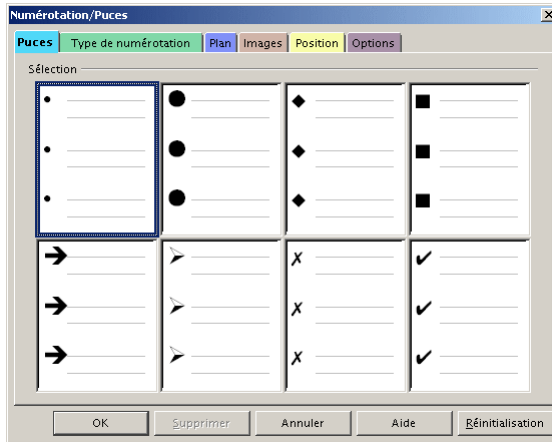 Numérotation/Puces
Puces Type de numérotation Plan Images Position Options
Sélection
OK Supprimer Annuler Aide Réinitialisation